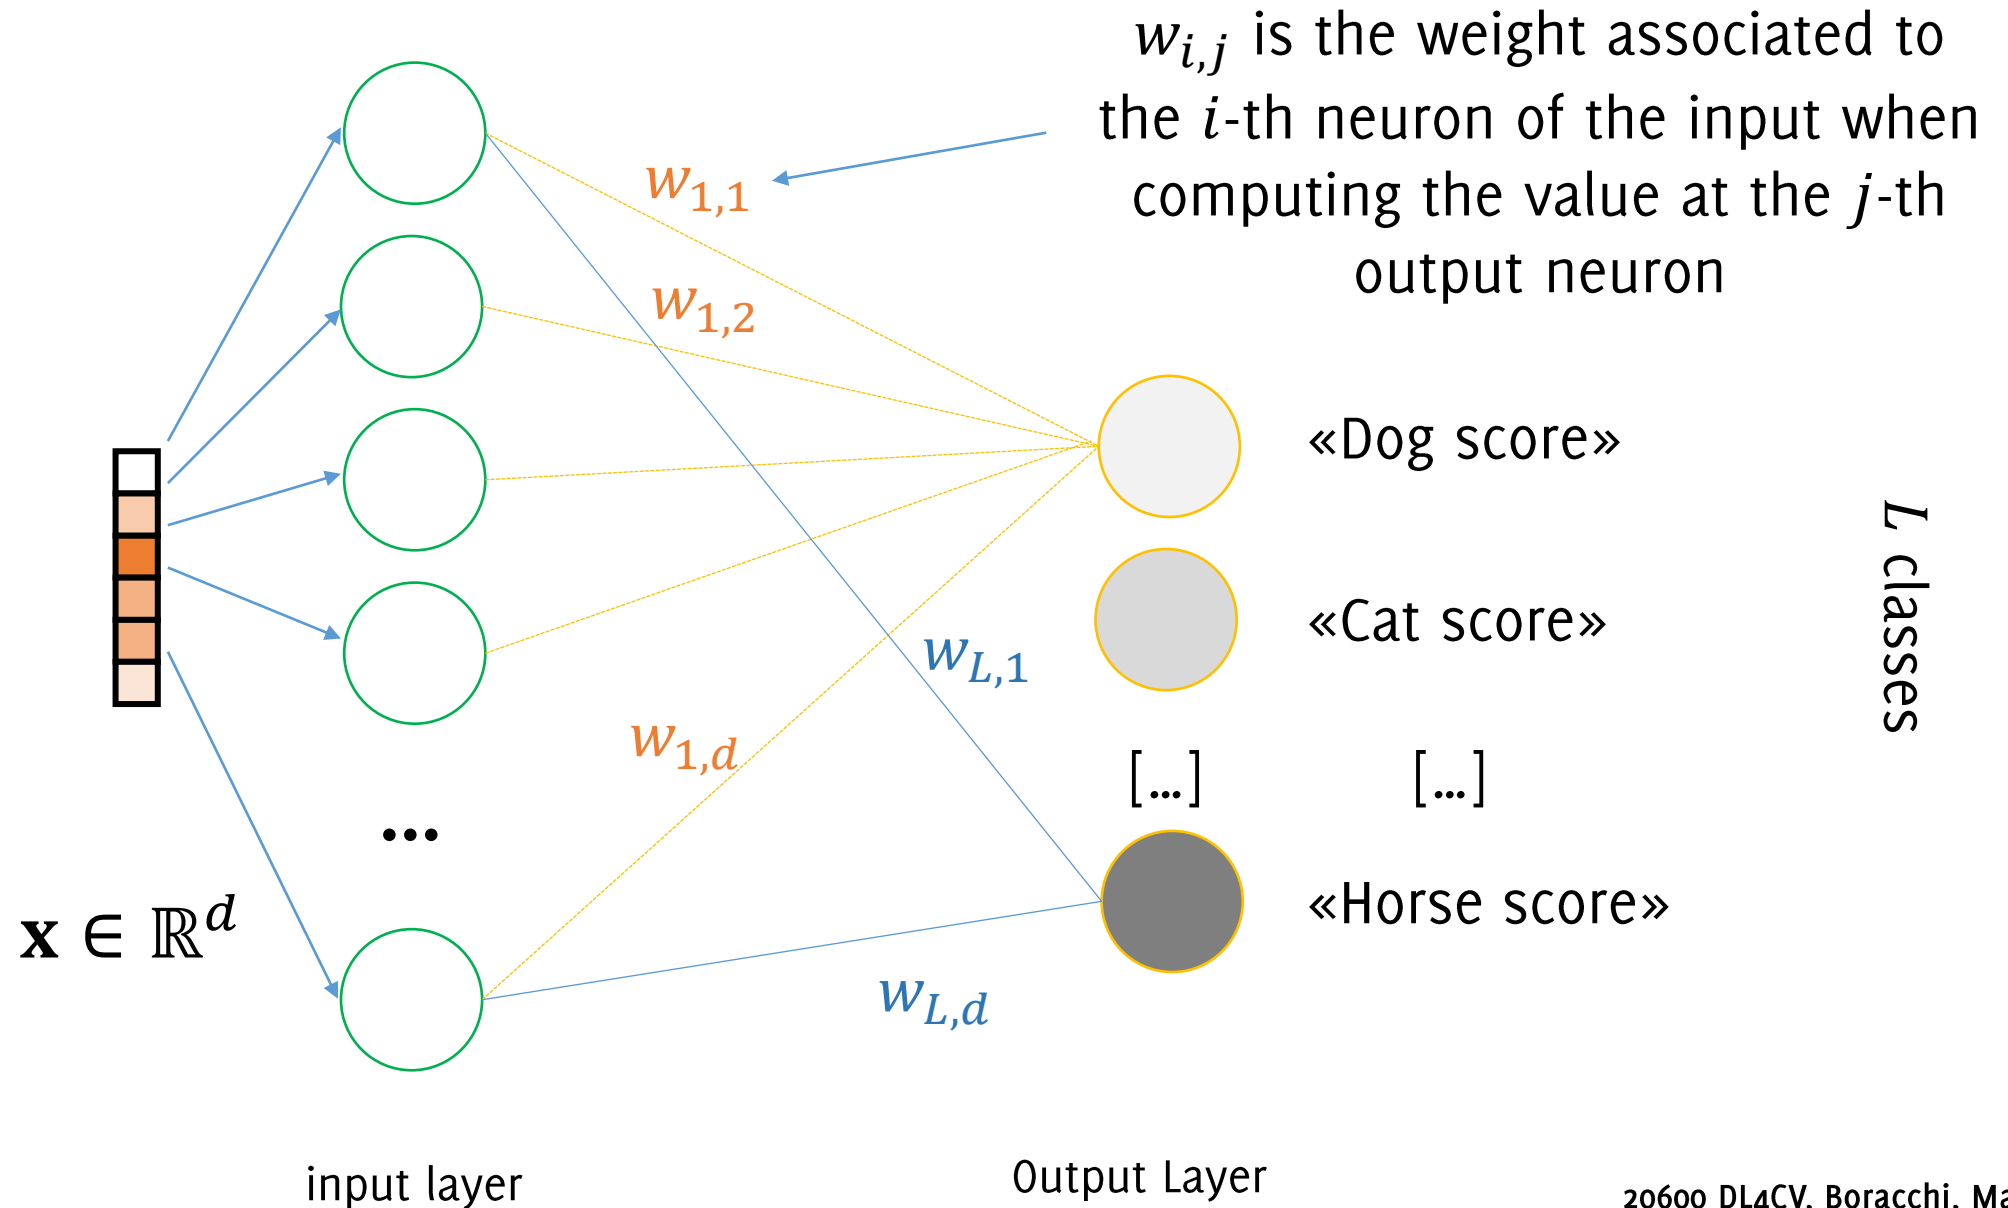 w_{i,j} is the weight associated to
the i-th neuron of the input when
computing the value at the j-th
output neuron
w_{1,1}
w_{1,2}
«Dog score»
L classes
«Cat score»
w_{L,1}
w_{1,d}
[...]
[...]
...
x ∈ ℝ^d
«Horse score»
w_{L,d}
input layer
Output Layer
20600 DL4CV, Boracchi, Ma